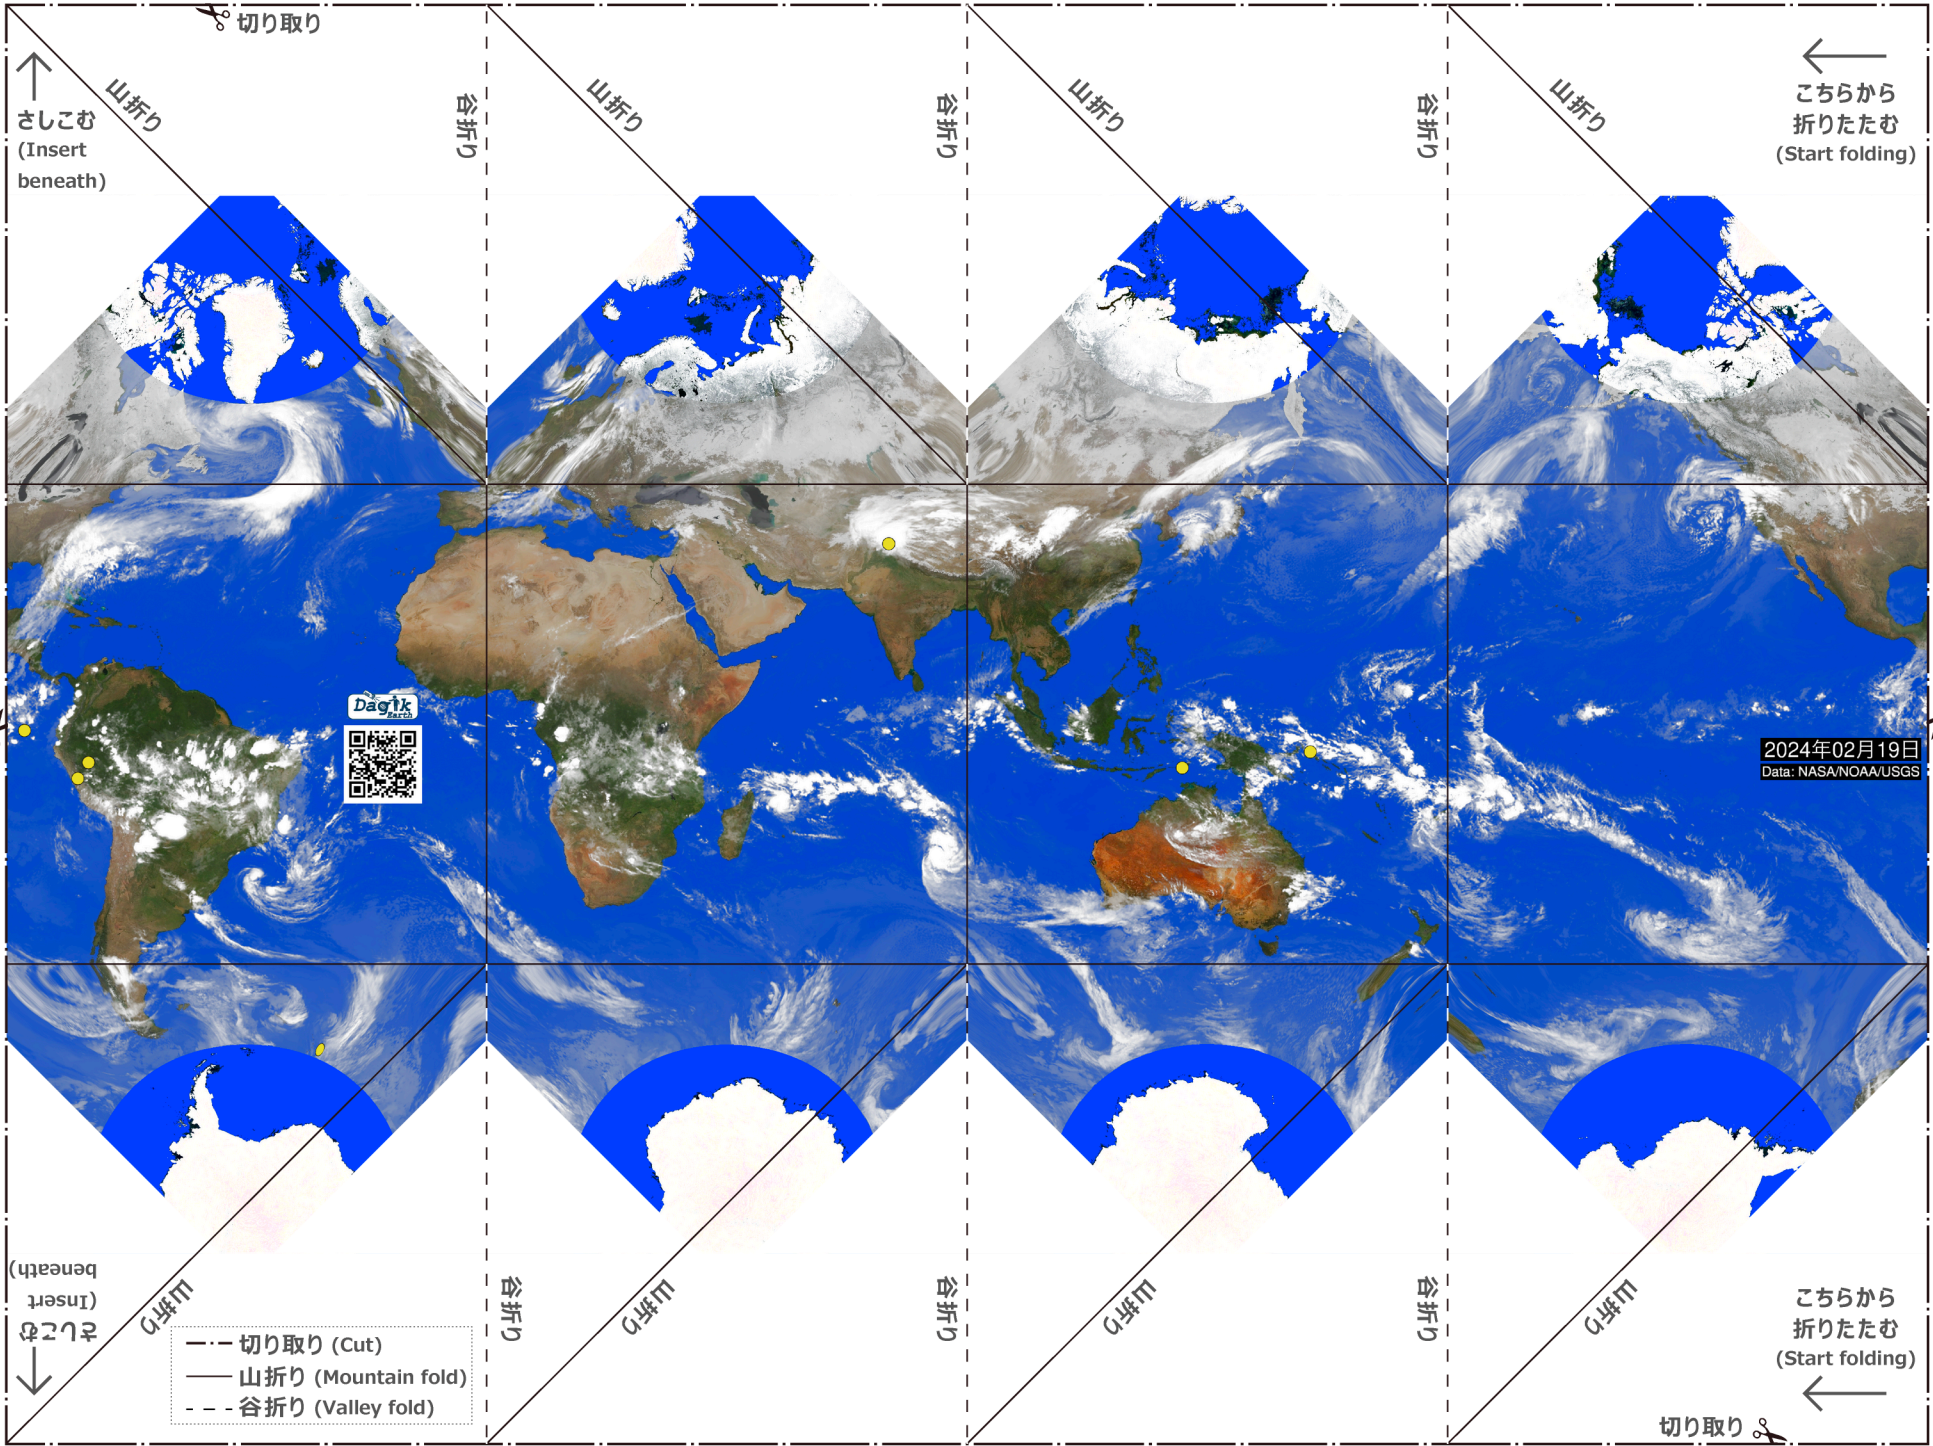 切り取り
山折り
谷折り
山折り
谷折り
山折り
谷折り
山折り
さしこむ
(Insert
beneath)
こちらから
折りたたむ
(Start folding)
Dagik
Earth
2024年02月19日
Data: NASA/NOAA/USGS
さしこむ
(Insert
beneath)
山折り
谷折り
山折り
谷折り
山折り
谷折り
山折り
こちらから
折りたたむ
(Start folding)
切り取り (Cut)
山折り (Mountain fold)
谷折り (Valley fold)
切り取り